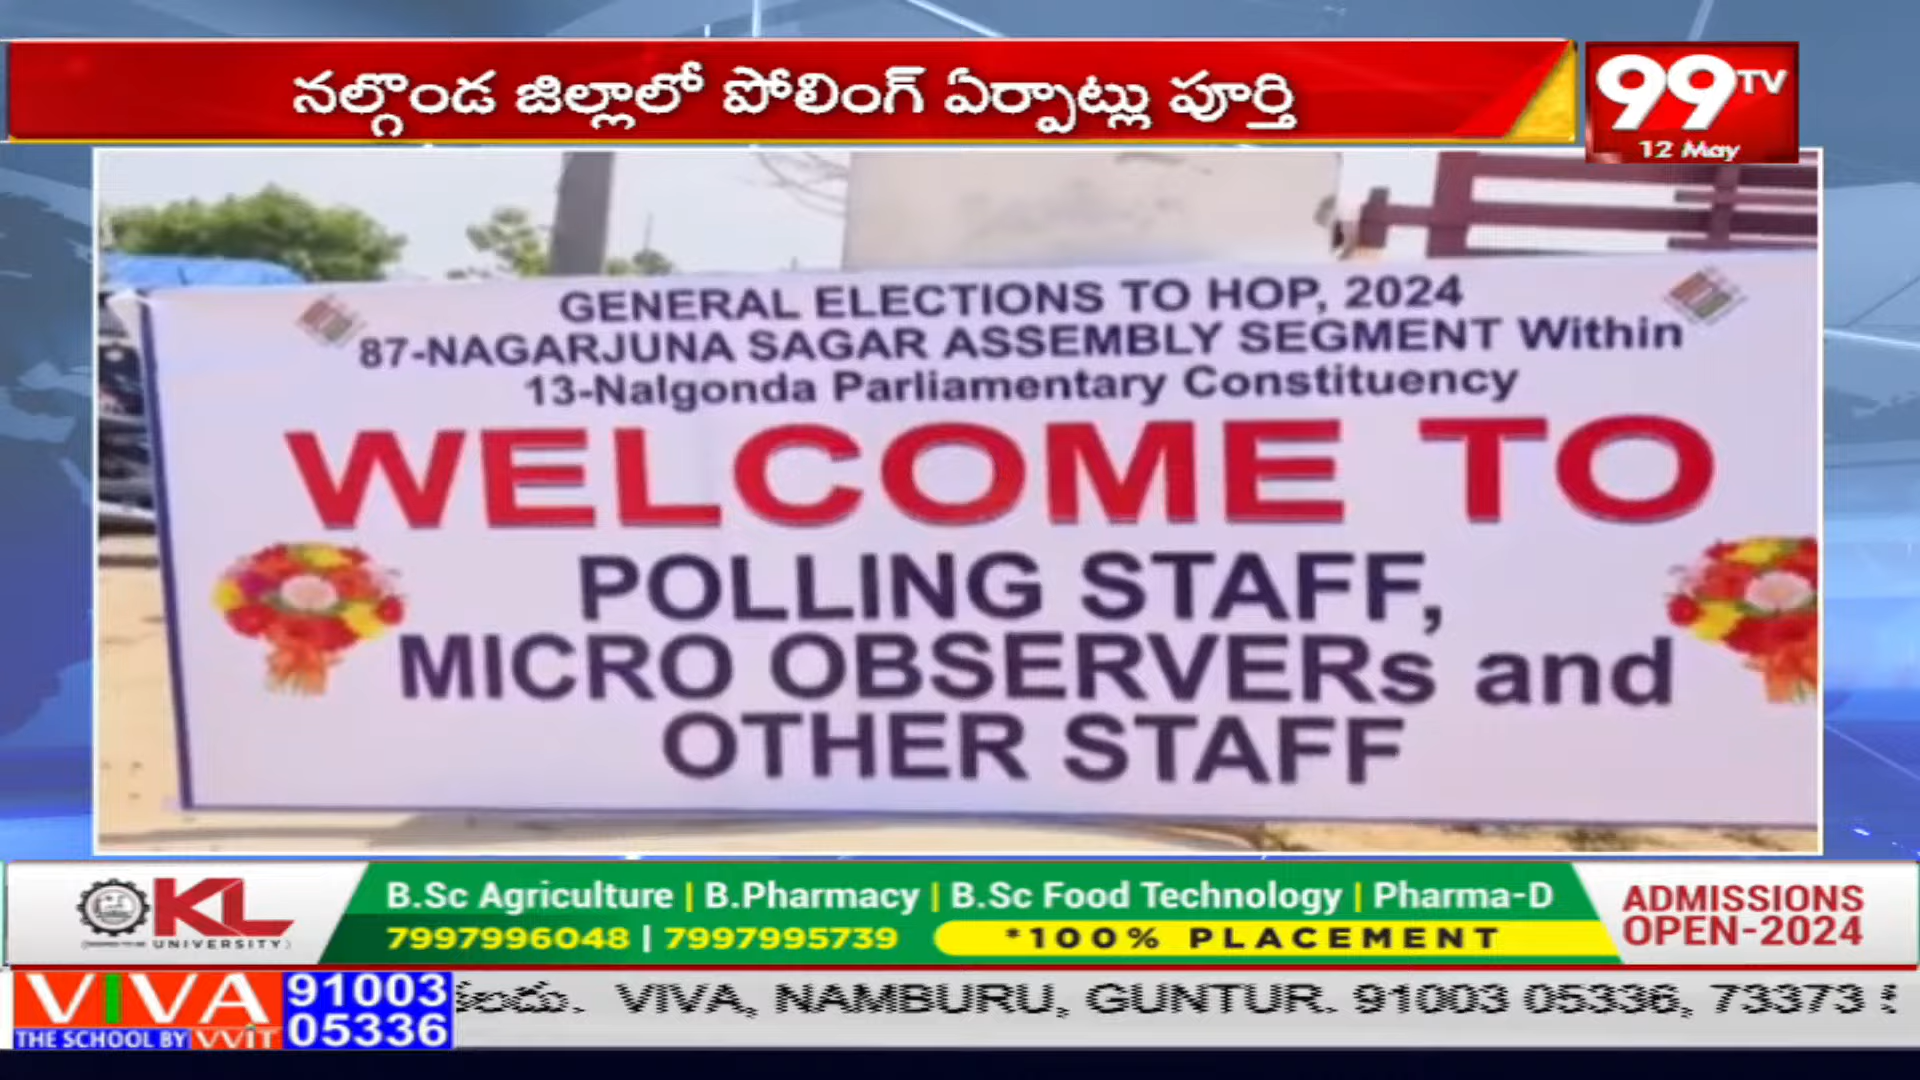 నల్గొండ జిల్లాలో పోలింగ్ ఏర్పాట్లు పూర్తి
99TV
12 May
GENERAL ELECTIONS TO HOP, 2024
87-NAGARJUNA SAGAR ASSEMBLY SEGMENT Within
13-Nalgonda Parliamentary Constituency
WELCOME TO
POLLING STAFF,
MICRO OBSERVERs and
OTHER STAFF
KL
UNIVERSITY
B.Sc Agriculture | B.Pharmacy | B.Sc Food Technology | Pharma-D
7997996048 | 7997995739
*100% PLACEMENT
ADMISSIONS
OPEN-2024
VIVA
THE SCHOOL BY VVIT
91003
05336
VIVA, NAMBURU, GUNTUR. 91003 05336, 73373